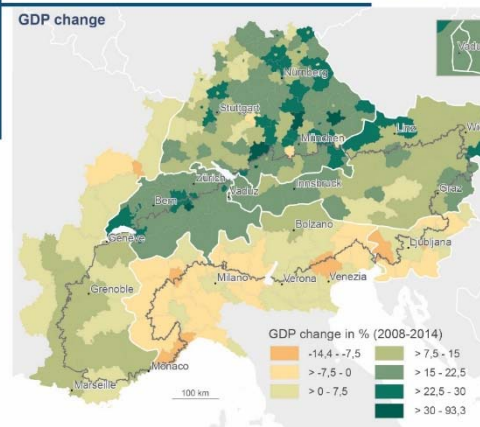 GDP change
Vadu
Nürnberg
Stuttgart
München
Linz
Wi
Zürich
Bern
Vaduz
Innsbruck
Graz
Genève
Bolzano
Ljubljana
Grenoble
Milano
Verona
Venezia
Monaco
Marseille
100 km
GDP change in % (2008-2014)
-14,4 - -7,5
> -7,5 - 0
> 0 - 7,5
> 7,5 - 15
> 15 - 22,5
> 22,5 - 30
> 30 - 93,3